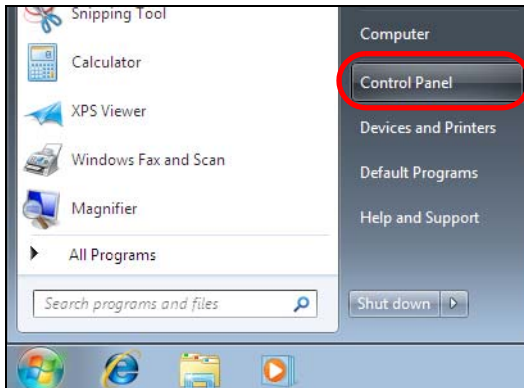 Snipping Tool
Calculator
XPS Viewer
Windows Fax and Scan
Magnifier
All Programs
Search programs and files
Computer
Control Panel
Devices and Printers
Default Programs
Help and Support
Shut down